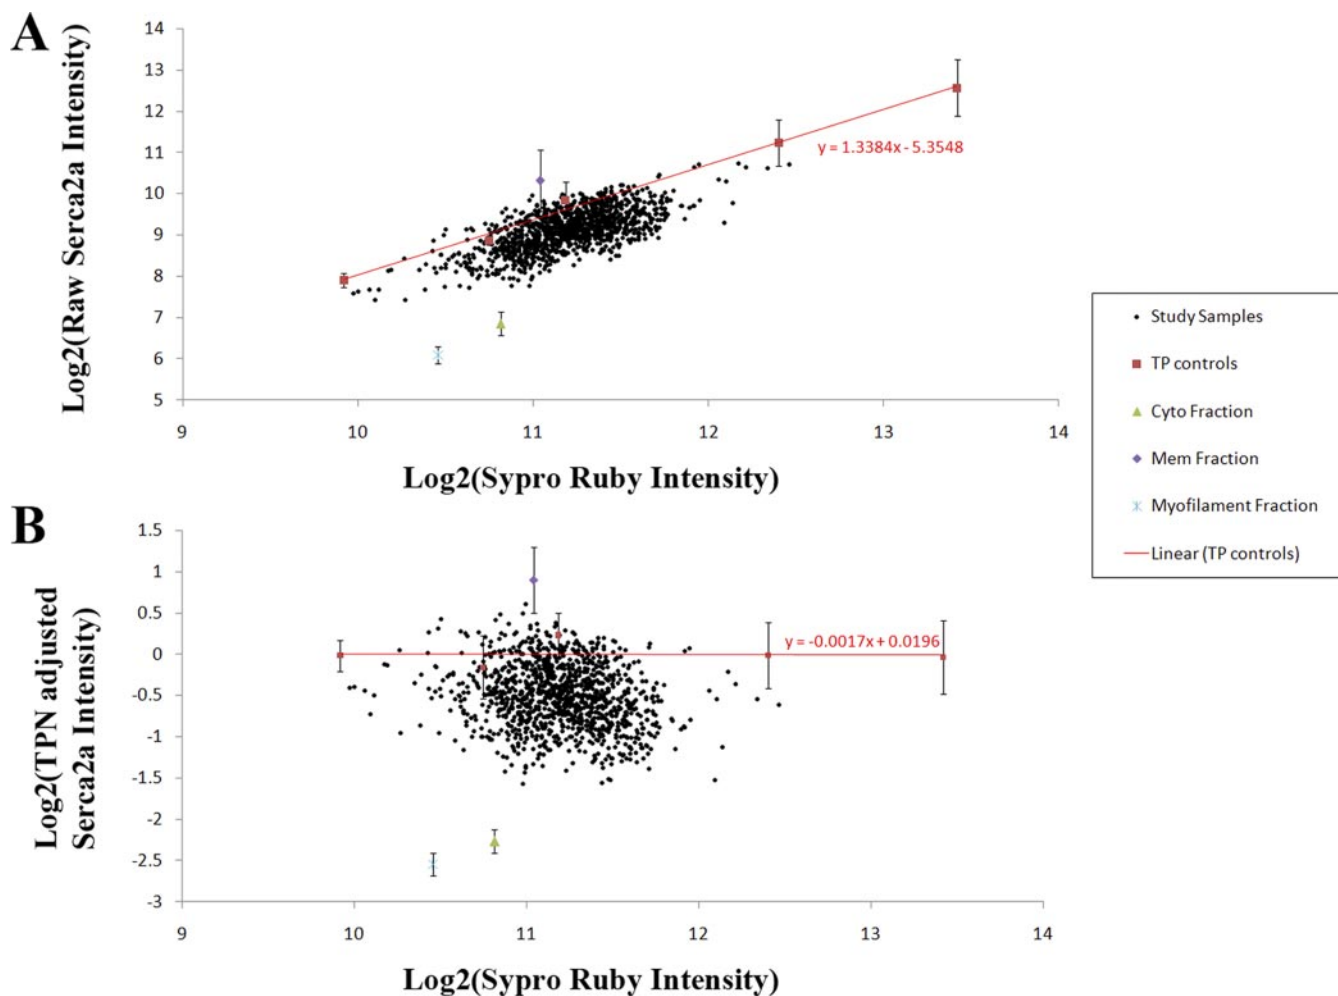 A
Log2(Raw Serca2a Intensity)
14
13
12
11
10
9
8
7
6
5
y = 1.3384x - 5.3548
9
10
11
12
13
14
Log2(Sypro Ruby Intensity)
Study Samples
TP controls
Cyto Fraction
Mem Fraction
Myofilament Fraction
Linear (TP controls)
B
Log2(TPN adjusted
Serca2a Intensity)
1.5
1
0.5
0
-0.5
-1
-1.5
-2
-2.5
-3
y = -0.0017x + 0.0196
9
10
11
12
13
14
Log2(Sypro Ruby Intensity)